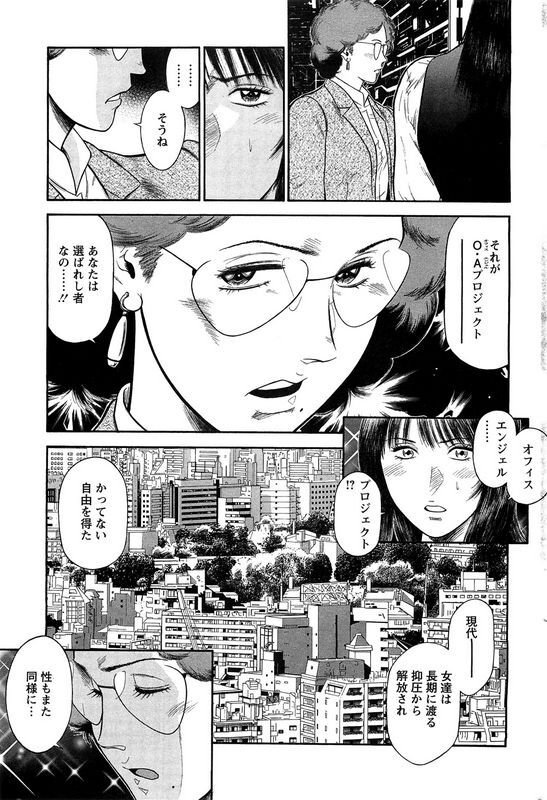 ………
そうね
それが
O・Aプロジェクト
――
あなたは
選ばれし者
なの……!!
オフィス
エンジェル
……
プロジェクト
!?
現代――
女達は
長期に渡る
抑圧から
解放され
かつてない
自由を得た
性もまた
同様に…